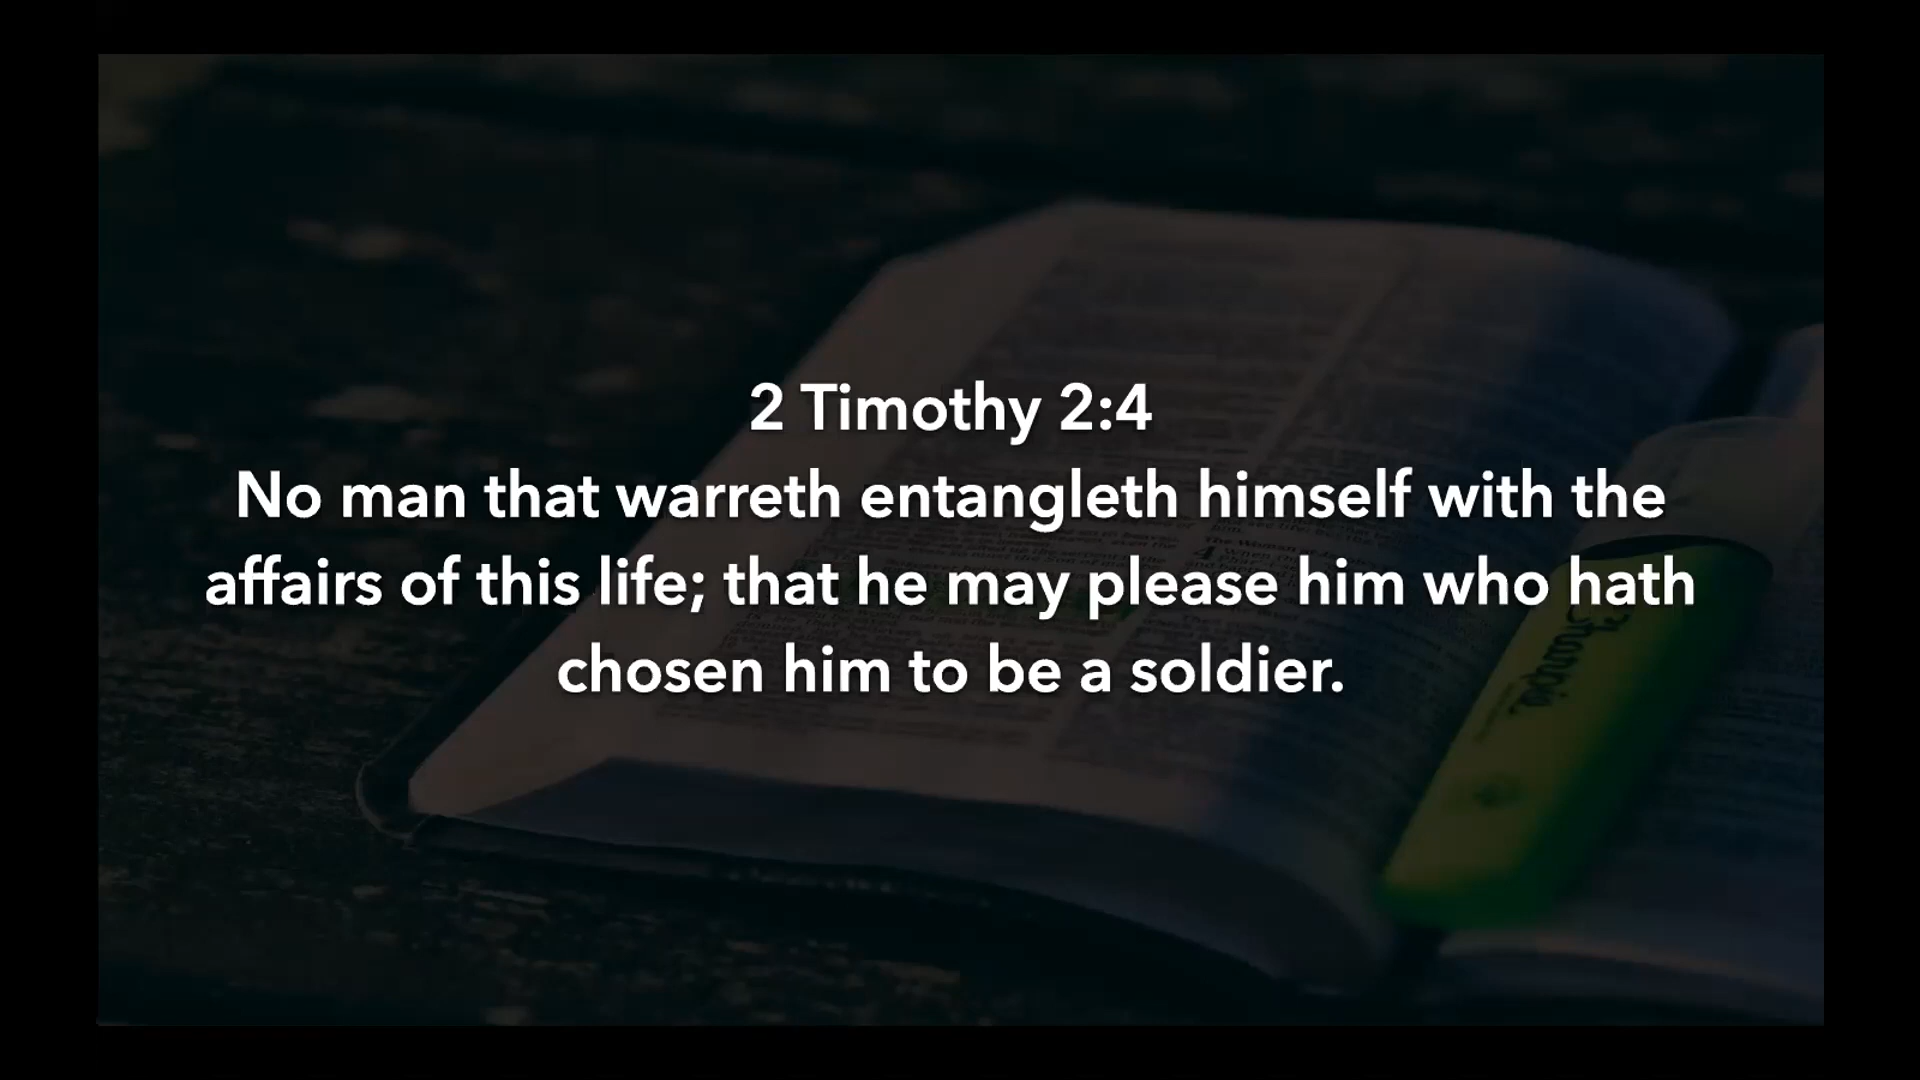 2 Timothy 2:4
No man that warreth entangleth himself with the
affairs of this life; that he may please him who hath
chosen him to be a soldier.
Sharpie